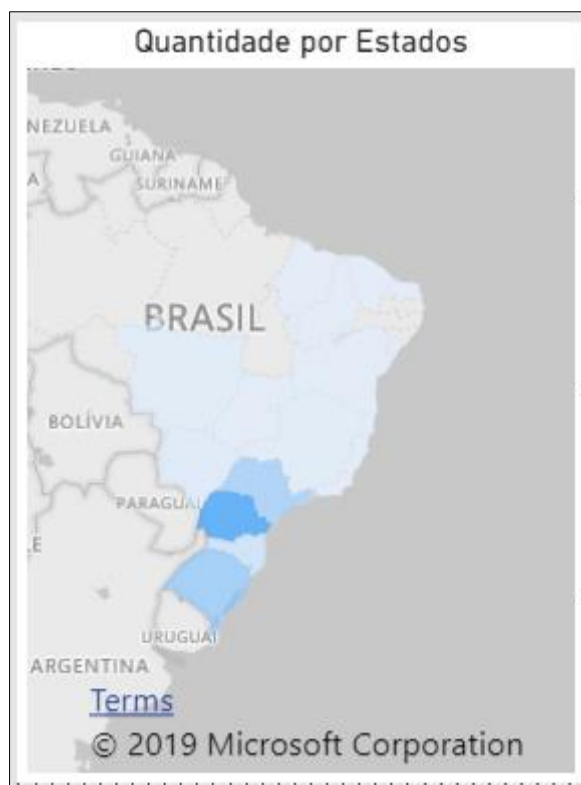 Quantidade por Estados
NEZUELA
GUIANA
SURINAME
A
BRASIL
BOLÍVIA
PARAGUAI
E
URUGUAI
ARGENTINA
Terms
© 2019 Microsoft Corporation